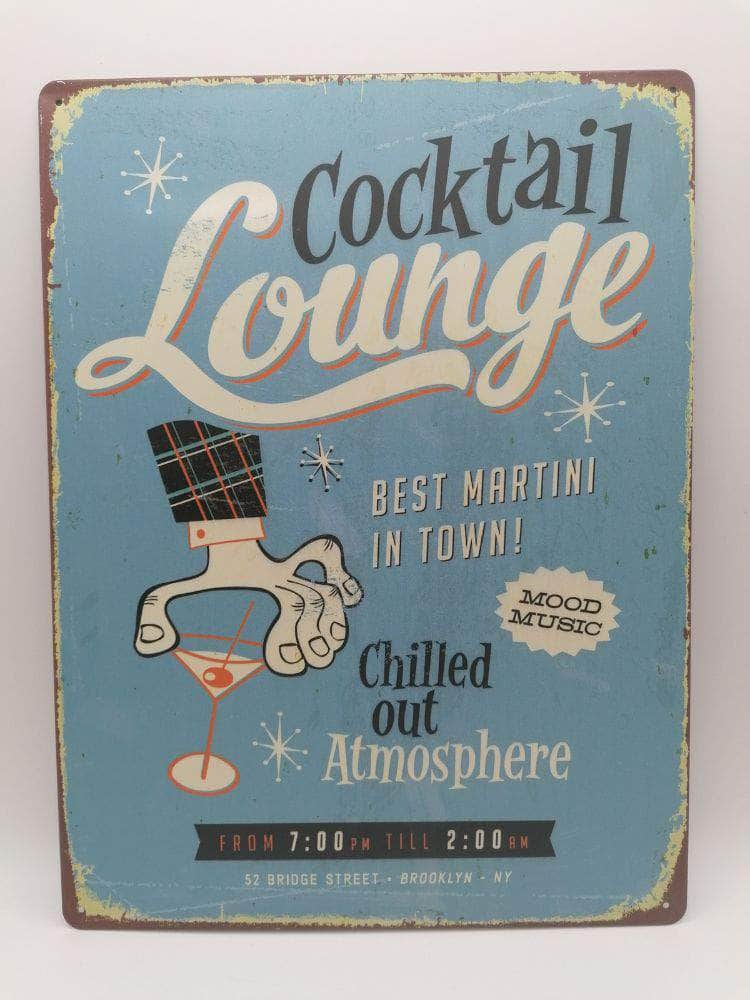 Cocktail
Lounge
BEST MARTINI
IN TOWN!
MOOD
MUSIC
Chilled
out
Atmosphere
FROM 7:00PM TILL 2:00AM
52 BRIDGE STREET - BROOKLYN - NY